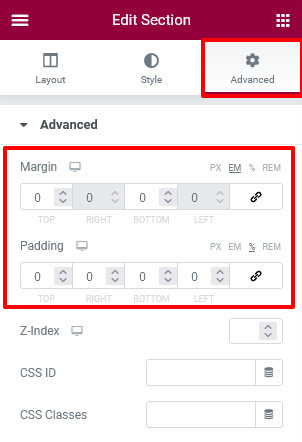 Edit Section
Layout Style Advanced
Advanced
Margin PX EM % REM
0 0 0 0
TOP RIGHT BOTTOM LEFT
Padding PX EM % REM
0 0 0 0
TOP RIGHT BOTTOM LEFT
Z-Index
CSS ID
CSS Classes